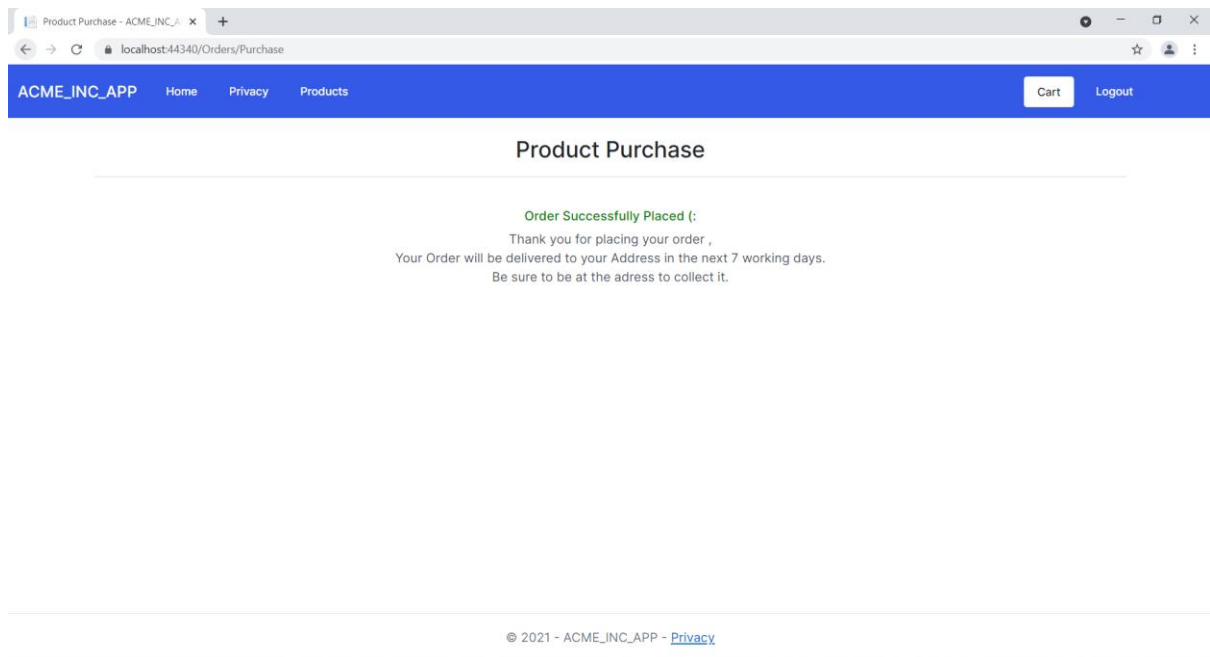 Product Purchase - ACME_INC_A
localhost:44340/Orders/Purchase
ACME_INC_APP Home Privacy Products Cart Logout
Product Purchase
Order Successfully Placed (:
Thank you for placing your order ,
Your Order will be delivered to your Address in the next 7 working days.
Be sure to be at the adress to collect it.
© 2021 - ACME_INC_APP - Privacy